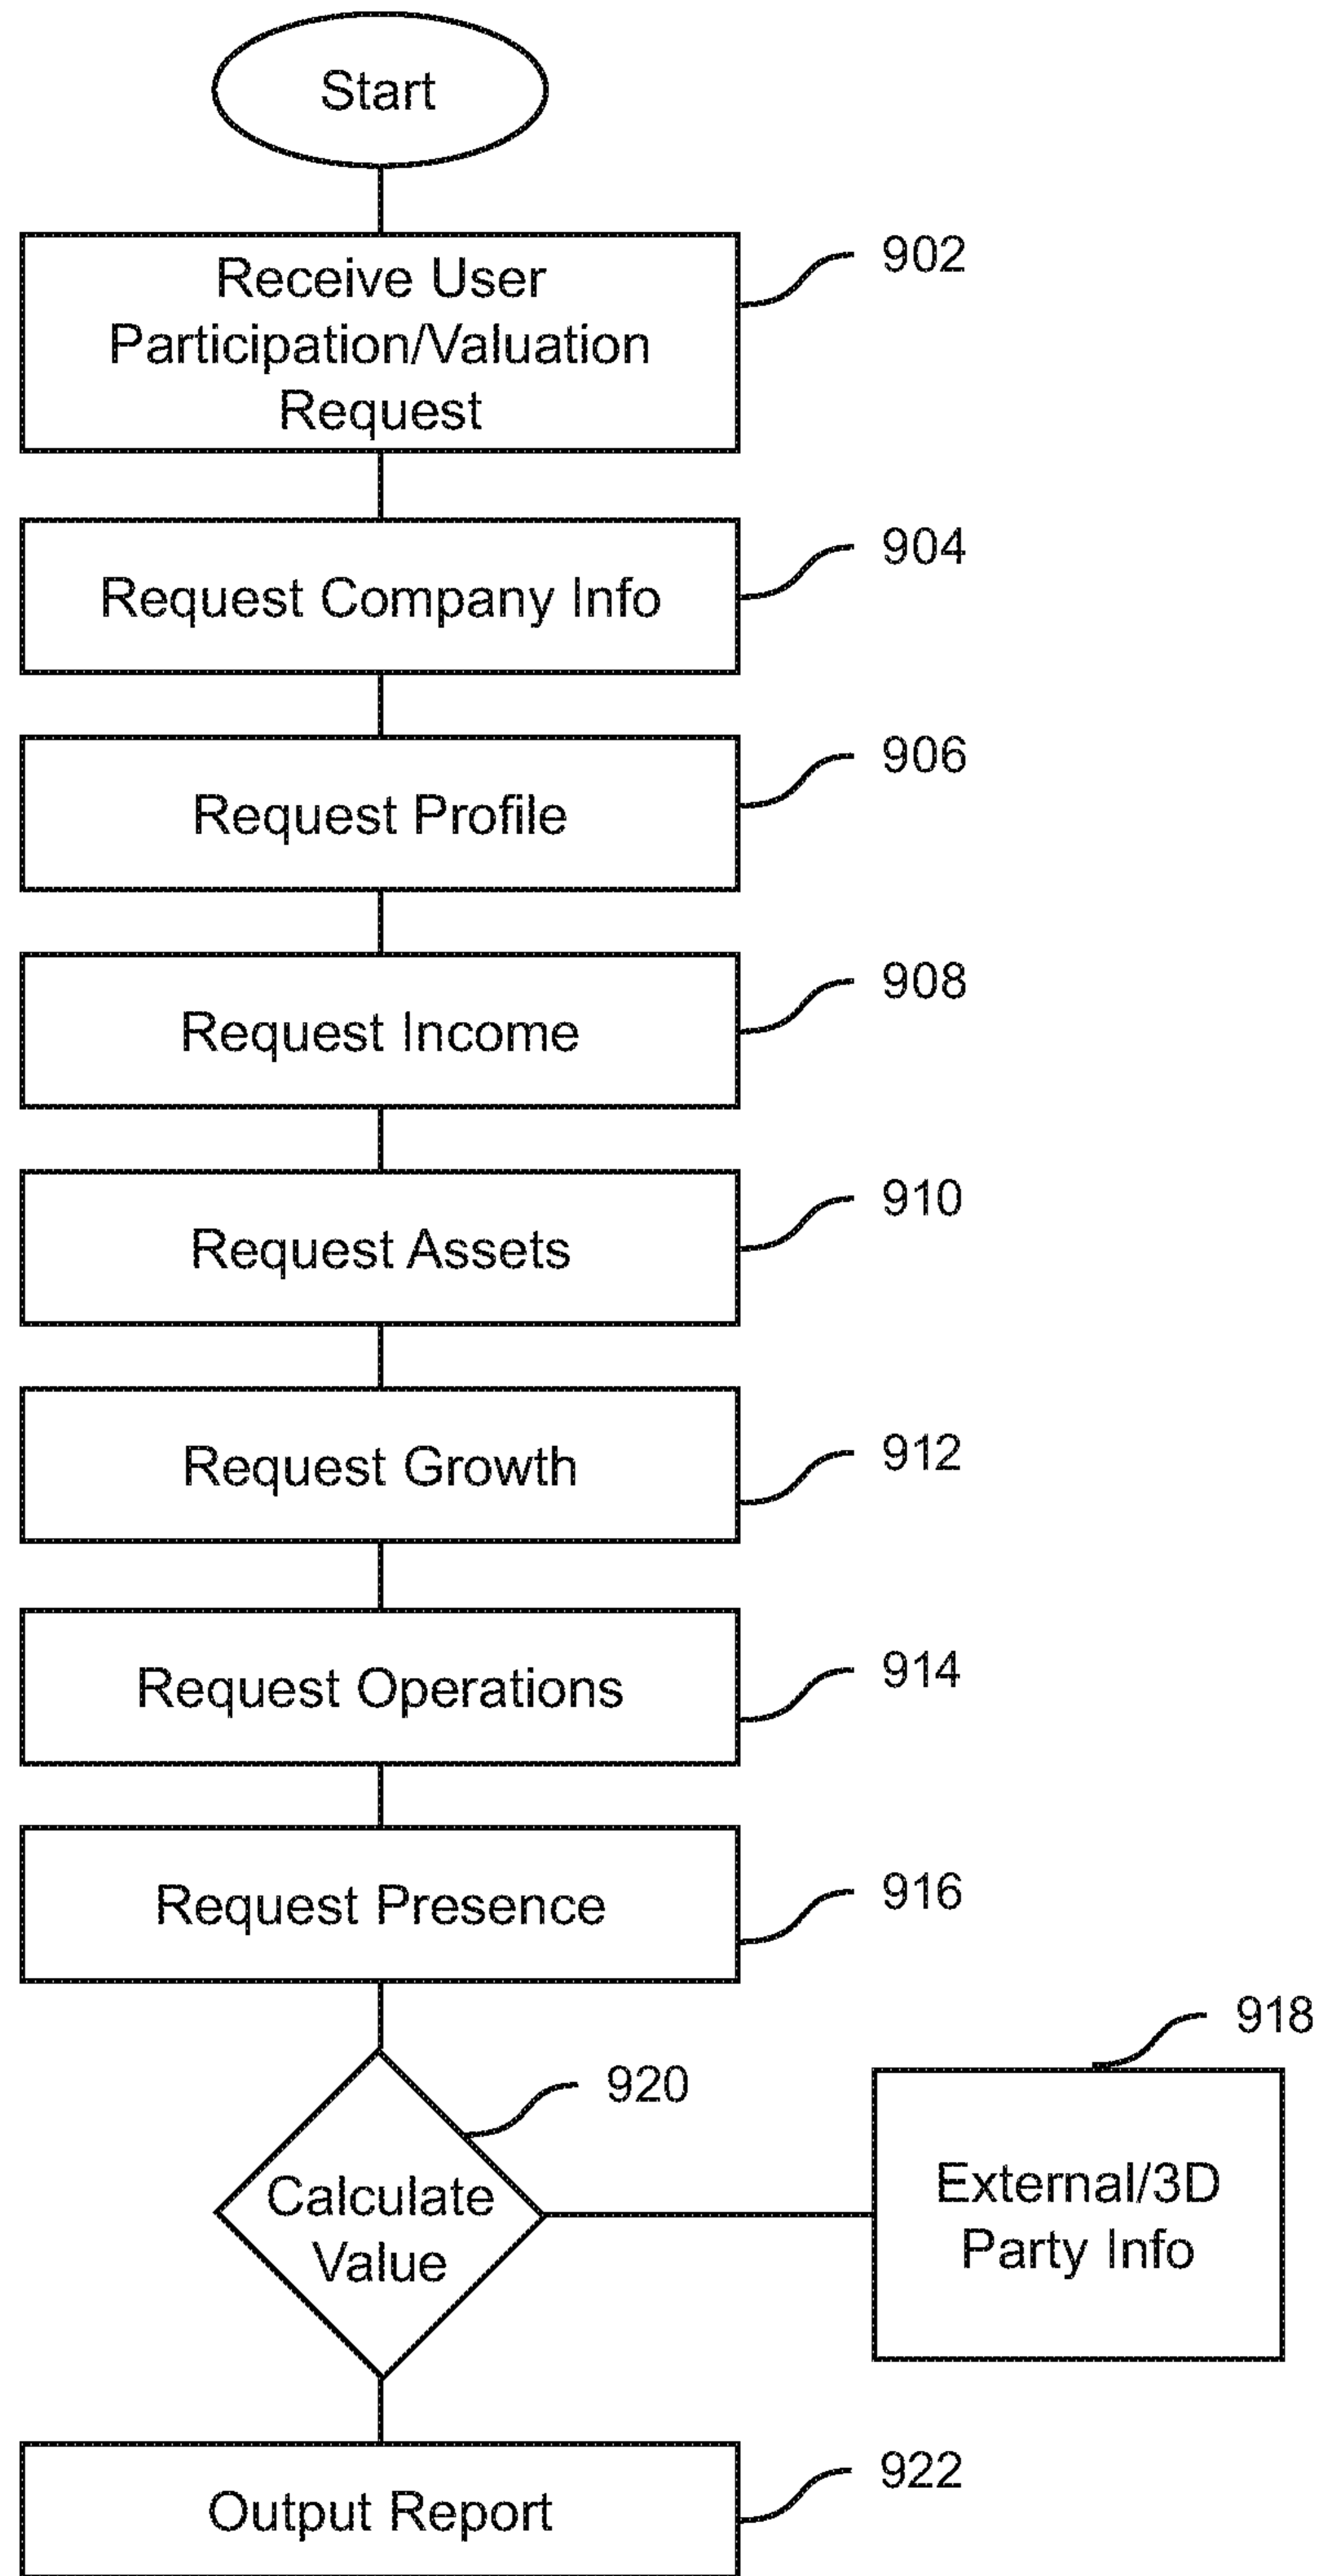 Start
Receive User
Participation/Valuation
Request
902
Request Company Info
904
Request Profile
906
Request Income
908
Request Assets
910
Request Growth
912
Request Operations
914
Request Presence
916
918
920
Calculate
Value
External/3D
Party Info
Output Report
922